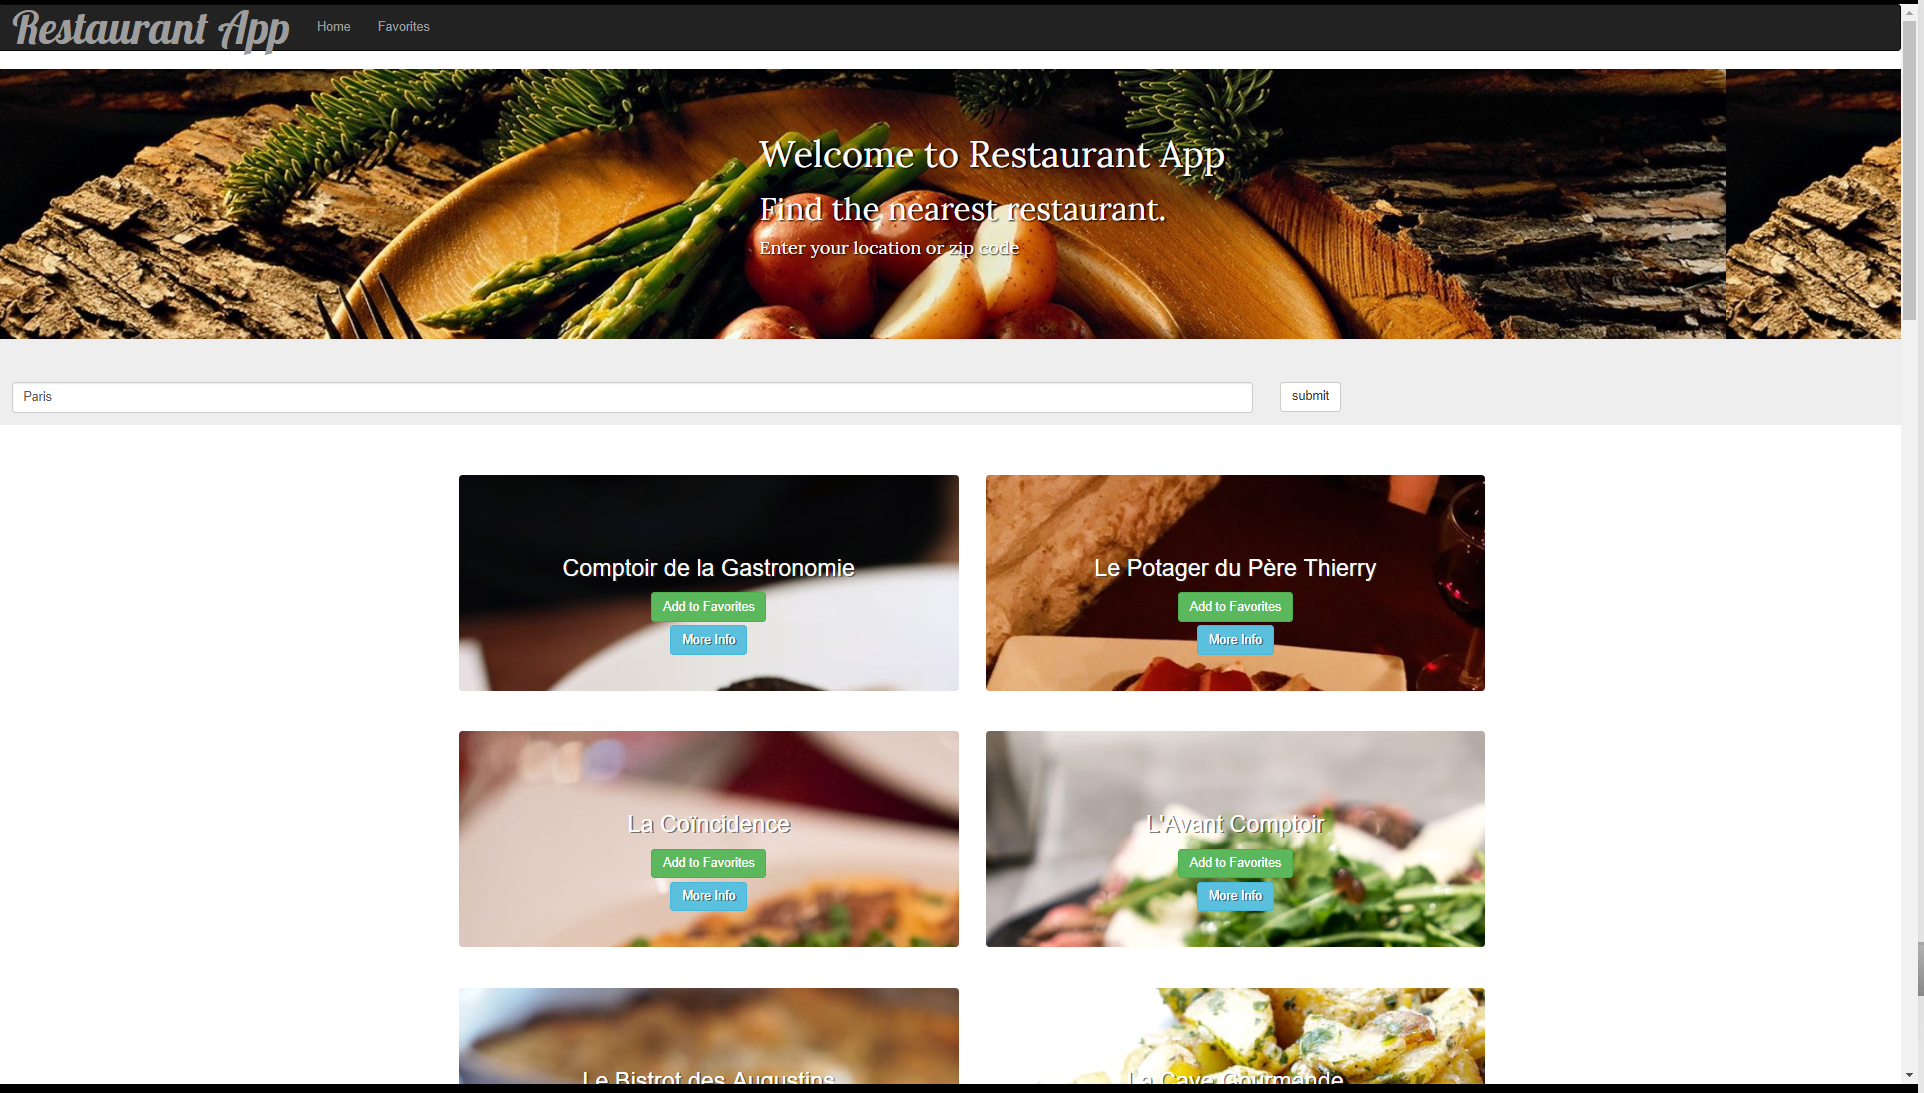 Restaurant App
Home
Favorites
Welcome to Restaurant App
Find the nearest restaurant.
Enter your location or zip code
Paris
submit
Comptoir de la Gastronomie
Add to Favorites
More Info
Le Potager du Père Thierry
Add to Favorites
More Info
La Coïncidence
Add to Favorites
More Info
L'Avant Comptoir
Add to Favorites
More Info
Le Bistrot des Augustins
La Cave Gourmande